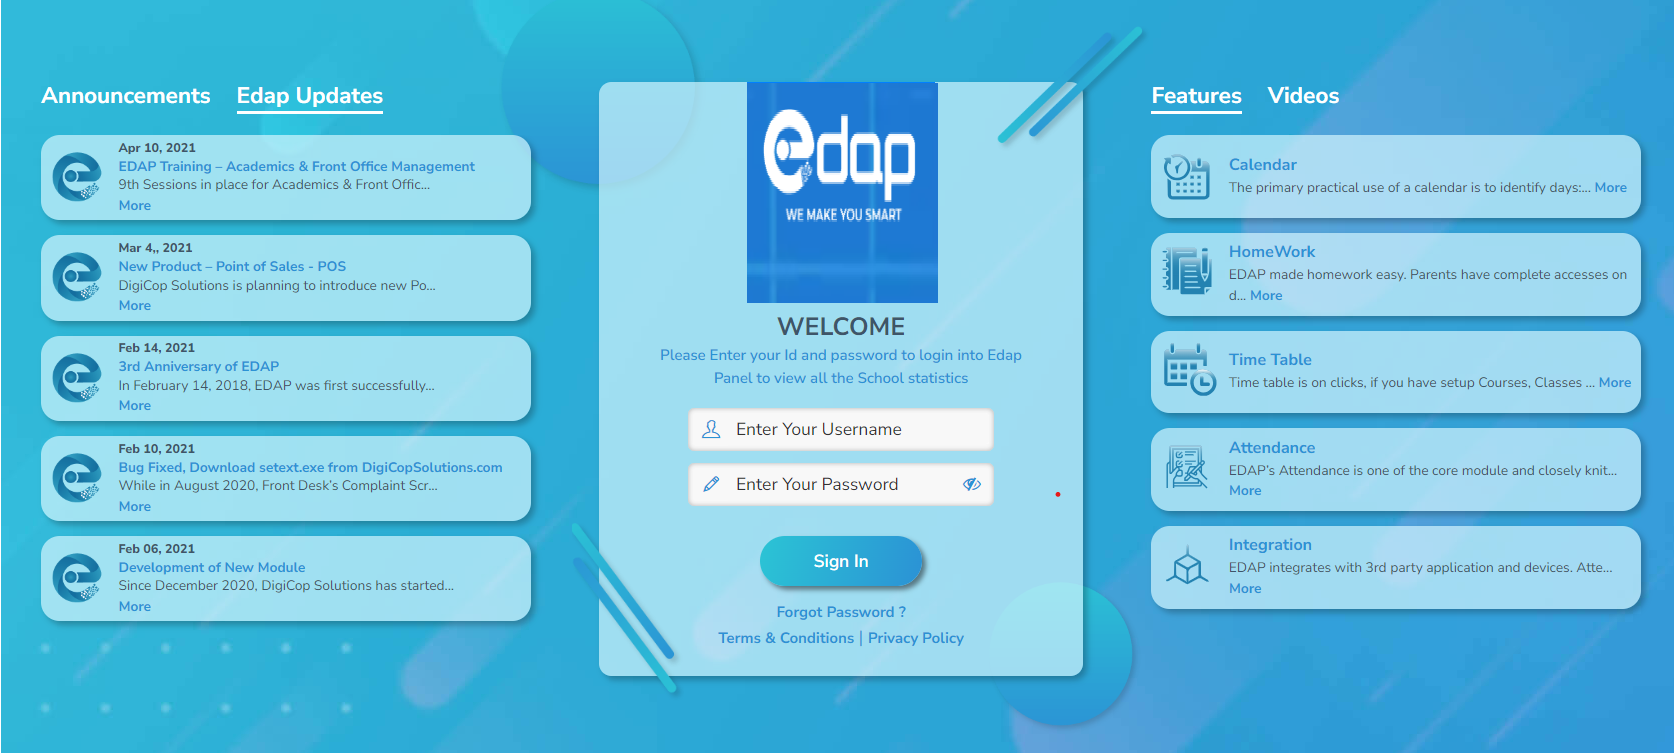 Announcements Edap Updates
Apr 10, 2021
EDAP Training – Academics & Front Office Management
9th Sessions in place for Academics & Front Offic...
More
Mar 4,, 2021
New Product – Point of Sales - POS
DigiCop Solutions is planning to introduce new Po...
More
Feb 14, 2021
3rd Anniversary of EDAP
In February 14, 2018, EDAP was first successfully...
More
Feb 10, 2021
Bug Fixed, Download setext.exe from DigiCopSolutions.com
While in August 2020, Front Desk's Complaint Scr...
More
Feb 06, 2021
Development of New Module
Since December 2020, DigiCop Solutions has started...
More
edap
WE MAKE YOU SMART
WELCOME
Please Enter your Id and password to login into Edap
Panel to view all the School statistics
Enter Your Username
Enter Your Password
Sign In
Forgot Password ?
Terms & Conditions | Privacy Policy
Features Videos
Calendar
The primary practical use of a calendar is to identify days:... More
HomeWork
EDAP made homework easy. Parents have complete accesses on
d... More
Time Table
Time table is on clicks, if you have setup Courses, Classes ... More
Attendance
EDAP's Attendance is one of the core module and closely knit...
More
Integration
EDAP integrates with 3rd party application and devices. Atte...
More